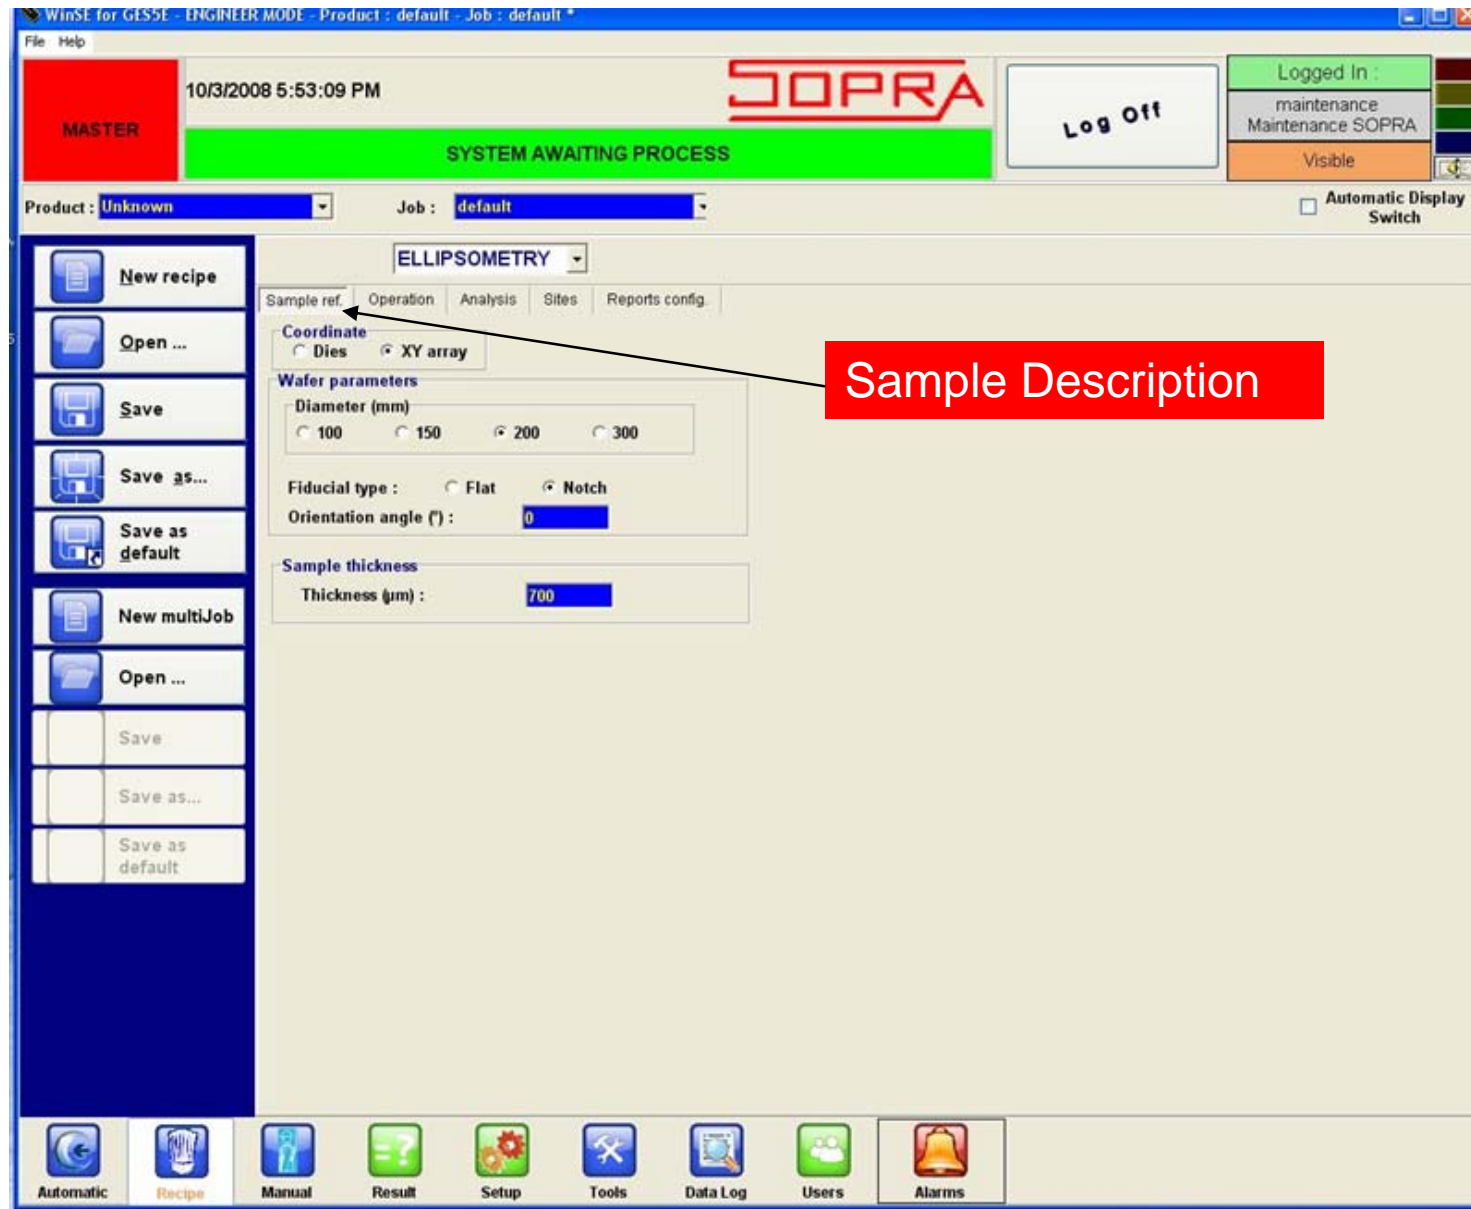 WinSE for GES5E - ENGINEER MODE - Product : default - Job : default *
File Help
MASTER
10/3/2008 5:53:09 PM
SOPRA
SYSTEM AWAITING PROCESS
Log Off
Logged In :
maintenance
Maintenance SOPRA
Visible
Product : Unknown
Job : default
Automatic Display
Switch
New recipe
Open ...
Save
Save as...
Save as
default
New multiJob
Open ...
Save
Save as...
Save as
default
ELLIPSOMETRY
Sample ref. Operation Analysis Sites Reports config.
Coordinate
Dies XY array
Wafer parameters
Diameter (mm)
100 150 200 300
Fiducial type : Flat Notch
Orientation angle (°) : 0
Sample thickness
Thickness (µm) : 700
Sample Description
Automatic Recipe Manual Result Setup Tools Data Log Users Alarms